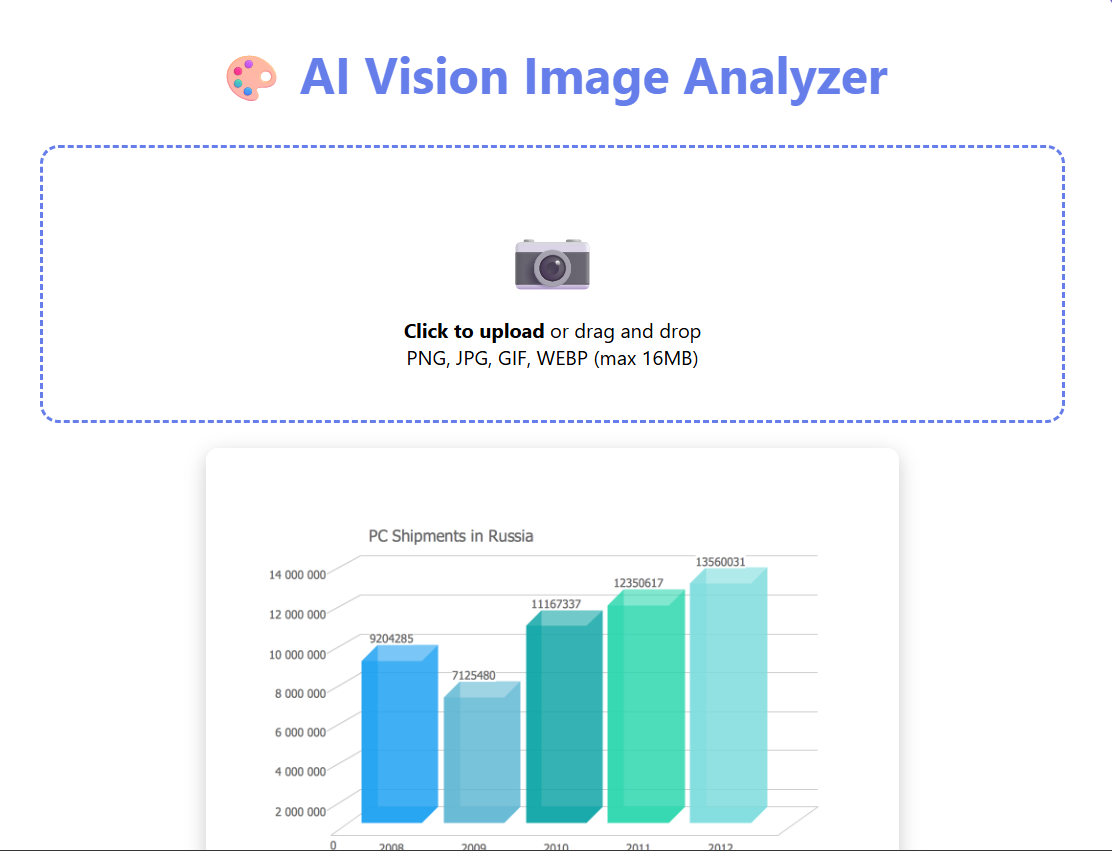 AI Vision Image Analyzer
Click to upload or drag and drop
PNG, JPG, GIF, WEBP (max 16MB)
PC Shipments in Russia
13560031
14 000 000
12350617
11167337
12 000 000
9204285
10 000 000
7125480
8 000 000
6 000 000
4 000 000
2 000 000
0
2008 2009 2010 2011 2012